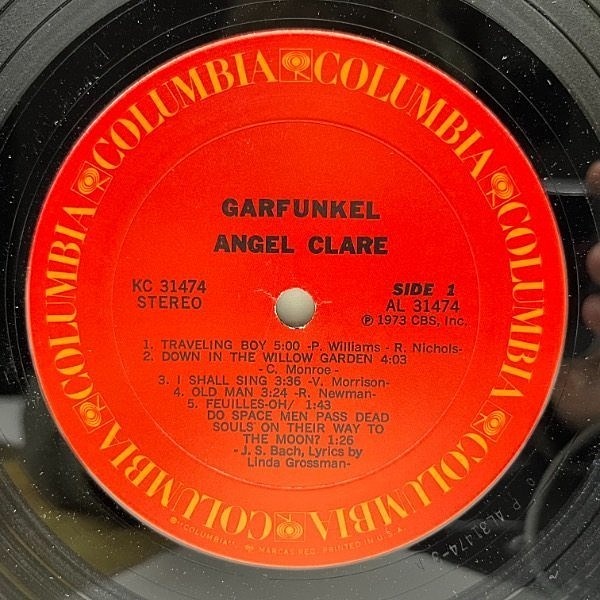 COLUMBIA COLUMBIA COLUMBIA COLUMBIA COLUMBIA COLUMBIA
GARFUNKEL
ANGEL CLARE
KC 31474
STEREO
SIDE 1
AL 31474
℗ 1973 CBS, Inc.
1. TRAVELING BOY 5:00 -P. Williams - R. Nichols-
2. DOWN IN THE WILLOW GARDEN 4:03
-C. Monroe -
3. I SHALL SING 3:36 -V. Morrison-
4. OLD MAN 3:24 -R. Newman-
5. FEUILLES-OH/ 1:43
DO SPACE MEN PASS DEAD
SOULS ON THEIR WAY TO
THE MOON? 1:26
-J. S. Bach, Lyrics by
Linda Grossman-
"COLUMBIA" MARCAS REG. PRINTED IN U.S.A.